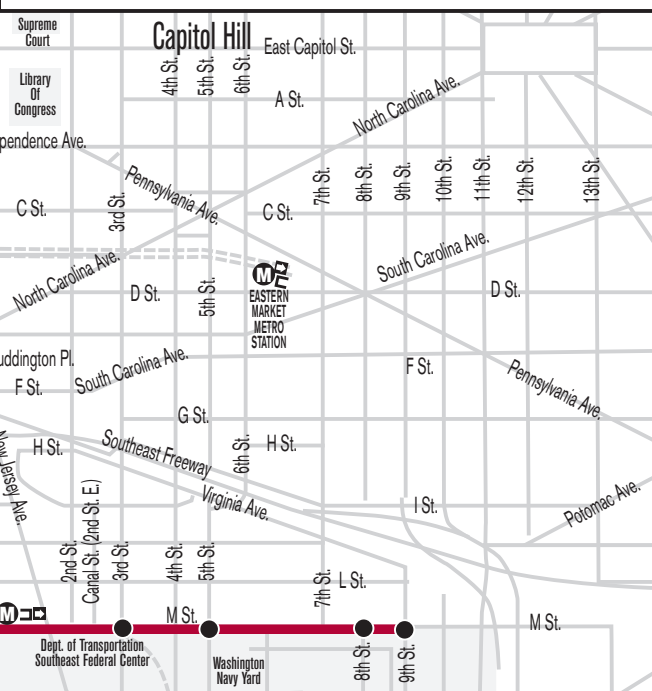 Supreme
Court
Capitol Hill
East Capitol St.
4th St.
5th St.
6th St.
Library
Of
Congress
A St.
North Carolina Ave.
pendence Ave.
Pennsylvania Ave.
3rd St.
7th St.
8th St.
9th St.
10th St.
11th St.
12th St.
13th St.
C St.
C St.
North Carolina Ave.
South Carolina Ave.
D St.
5th St.
M
EASTERN
MARKET
METRO
STATION
D St.
uddington Pl.
F St.
South Carolina Ave.
F St.
Pennsylvania Ave.
G St.
New Jersey Ave.
H St.
Southeast Freeway
6th St.
H St.
Virginia Ave.
I St.
Potomac Ave.
2nd St.
Canal St. (2nd St. E.)
3rd St.
4th St.
5th St.
7th St.
L St.
M
M St.
M St.
Dept. of Transportation
Southeast Federal Center
Washington
Navy Yard
8th St.
9th St.